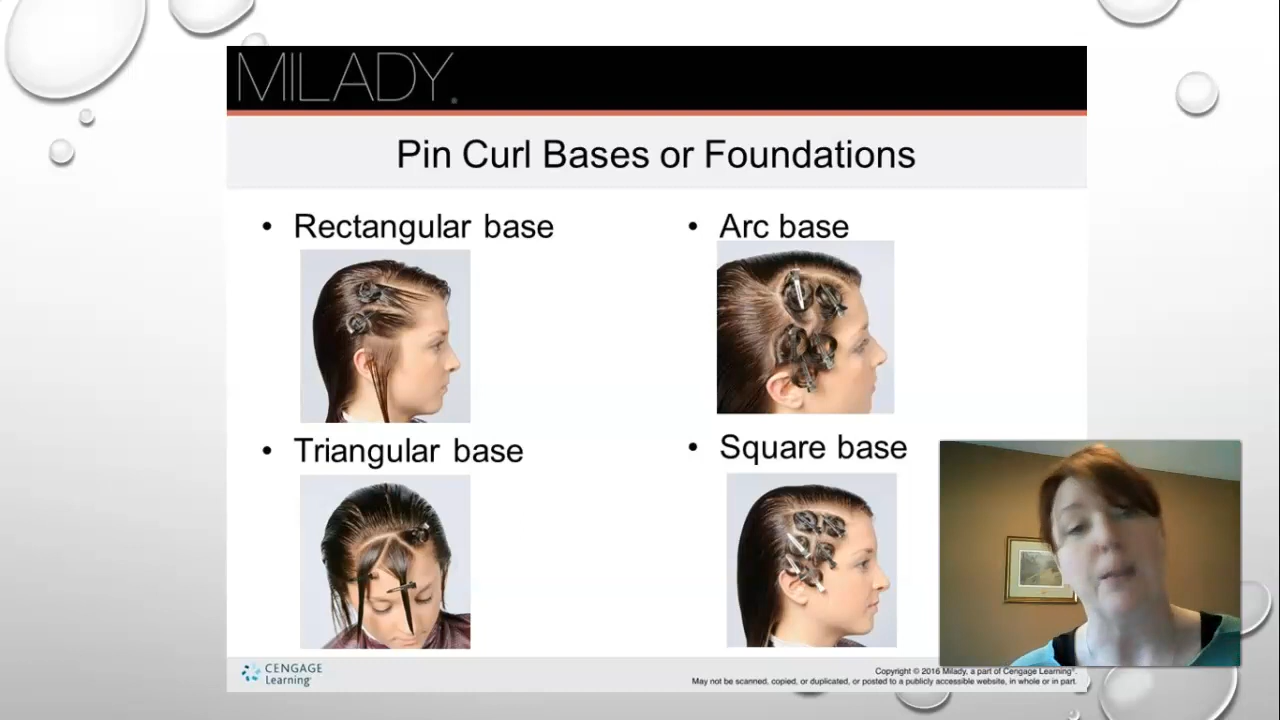 MILADY.
Pin Curl Bases or Foundations
• Rectangular base
• Arc base
• Triangular base
• Square base
CENGAGE
Learning
Copyright © 2016 Milady, a part of Cengage Learning®.
May not be scanned, copied, or duplicated, or posted to a publicly accessible website, in whole or in part.